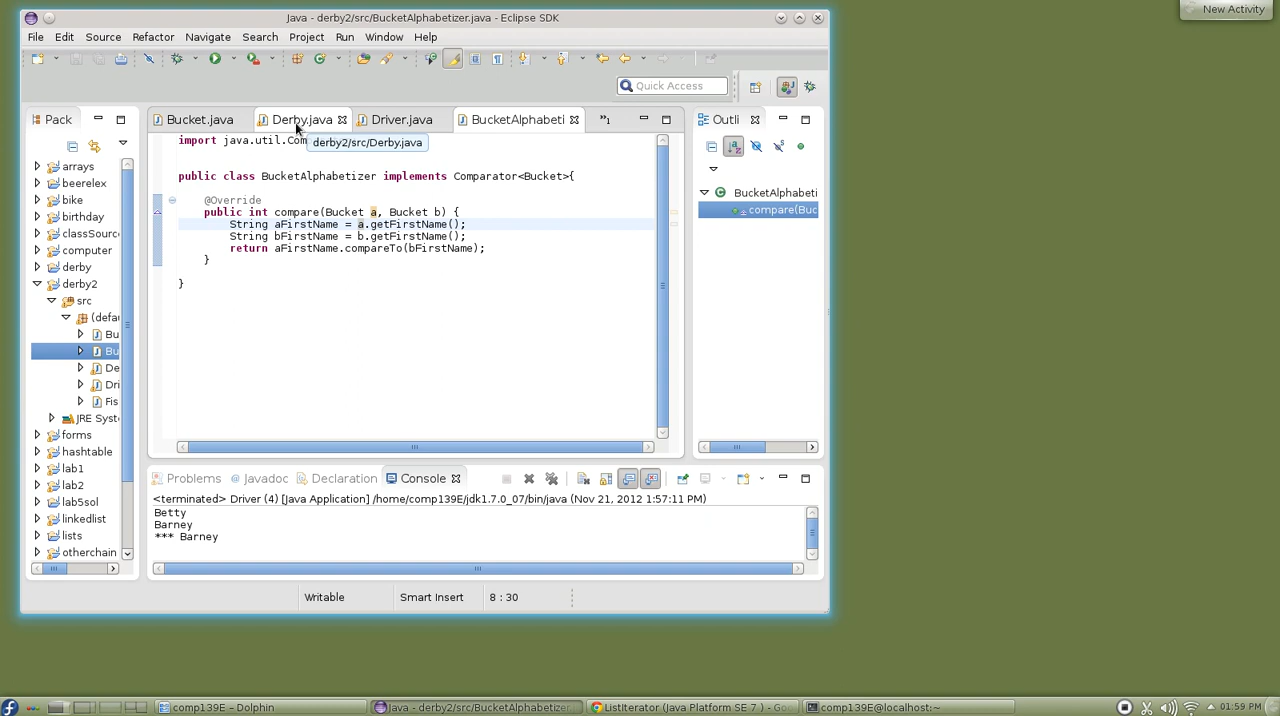 New Activity
Java - derby2/src/BucketAlphabetizer.java - Eclipse SDK
File Edit Source Refactor Navigate Search Project Run Window Help
Quick Access
Pack
Bucket.java
Derby.java
Driver.java
BucketAlphabeti
»1
Outli
derby2/src/Derby.java
import java.util.Com
public class BucketAlphabetizer implements Comparator<Bucket>{
@Override
public int compare(Bucket a, Bucket b) {
String aFirstName = a.getFirstName();
String bFirstName = b.getFirstName();
return aFirstName.compareTo(bFirstName);
}
}
arrays
beerelex
bike
birthday
classSource
computer
derby
derby2
src
(defau
Bu
Bu
De
Dri
Fis
JRE Syst
forms
hashtable
lab1
lab2
lab5sol
linkedlist
lists
otherchain
BucketAlphabeti
compare(Buc
Problems
@ Javadoc
Declaration
Console
<terminated> Driver (4) [Java Application] /home/comp139E/jdk1.7.0_07/bin/java (Nov 21, 2012 1:57:11 PM)
Betty
Barney
*** Barney
Writable
Smart Insert
8 : 30
comp139E – Dolphin
Java - derby2/src/BucketAlphabetizer
ListIterator (Java Platform SE 7 ) - Goo
comp139E@localhost:~
01:59 PM